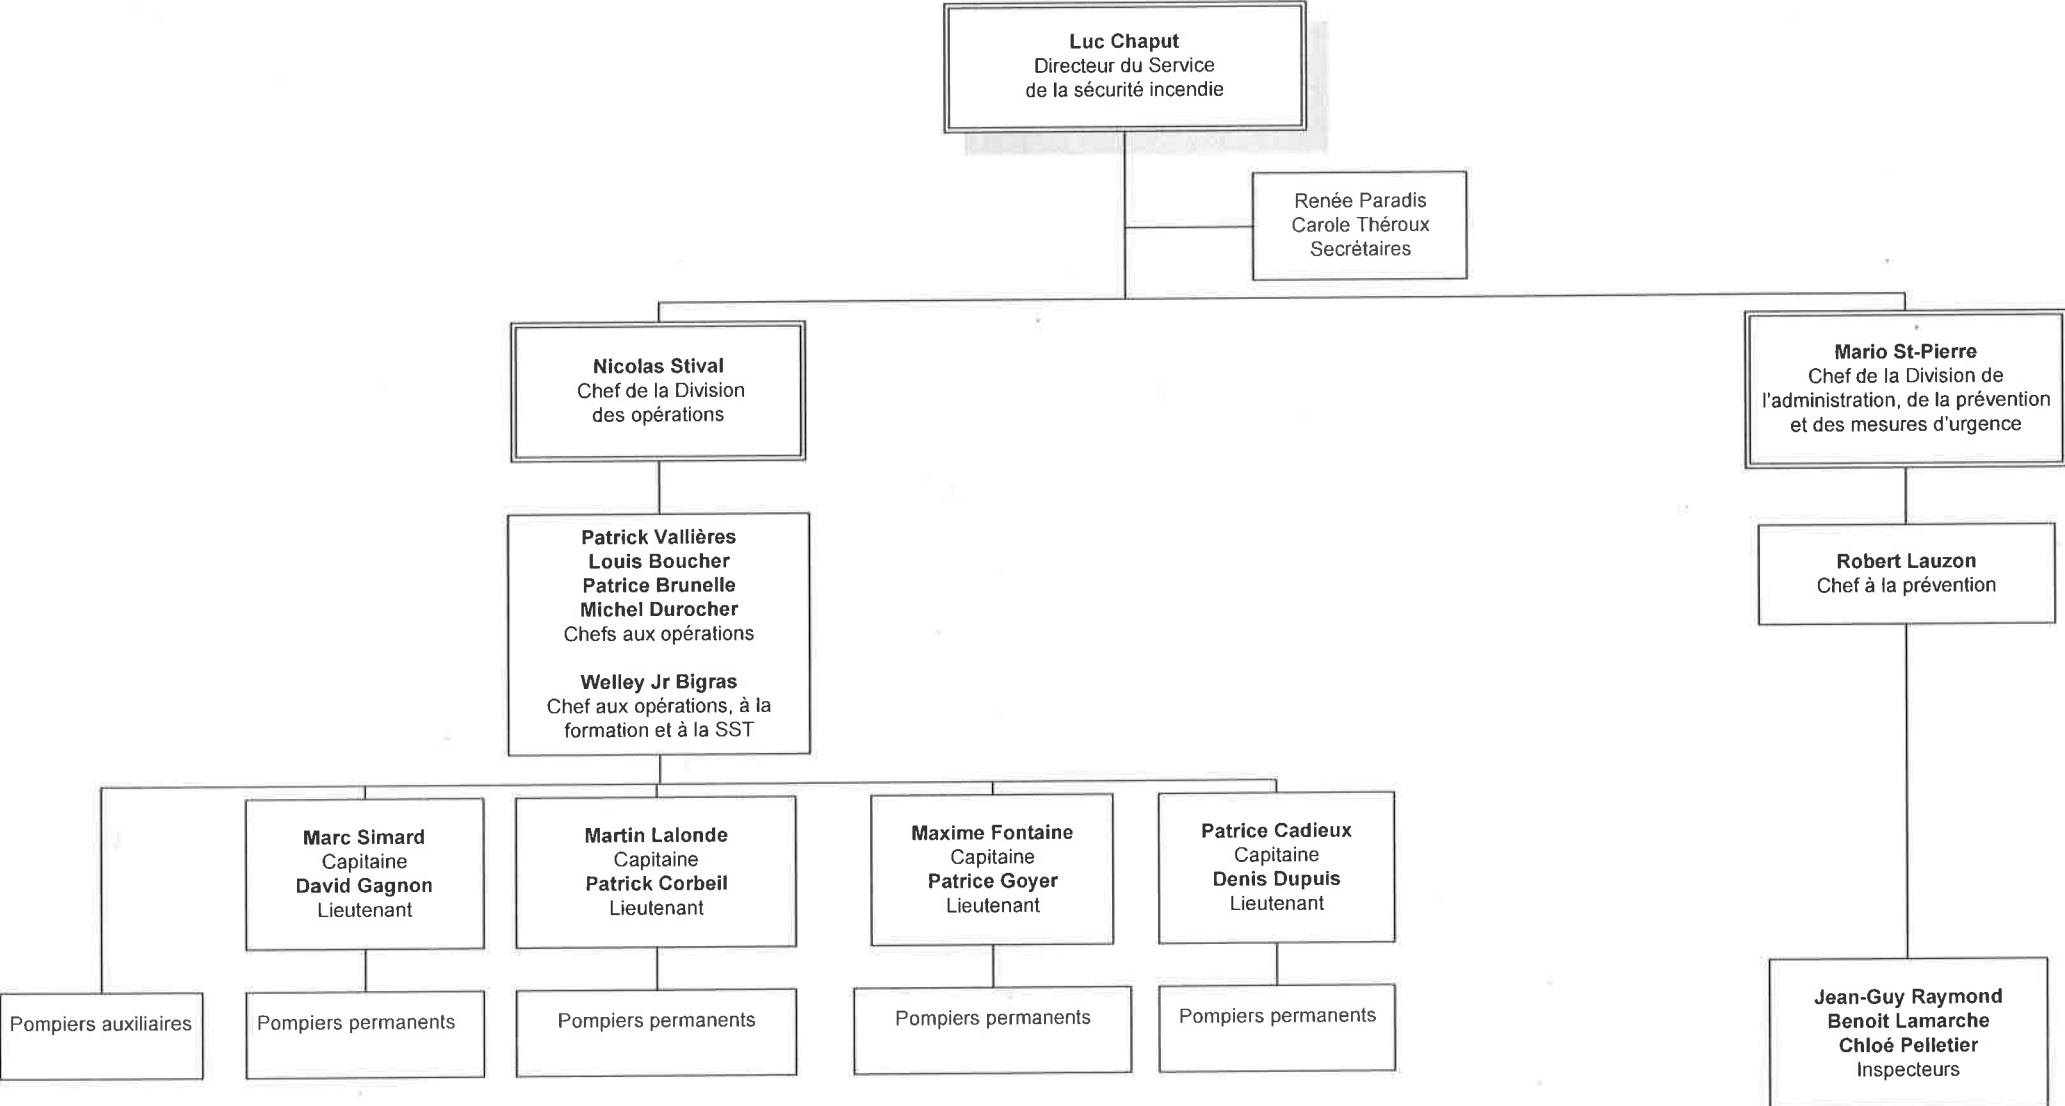 Luc Chaput
Directeur du Service
de la sécurité incendie
Renée Paradis
Carole Théroux
Secrétaires
Nicolas Stival
Chef de la Division
des opérations
Mario St-Pierre
Chef de la Division de
l'administration, de la prévention
et des mesures d'urgence
Patrick Vallières
Louis Boucher
Patrice Brunelle
Michel Durocher
Chefs aux opérations
Welley Jr Bigras
Chef aux opérations, à la
formation et à la SST
Robert Lauzon
Chef à la prévention
Marc Simard
Capitaine
David Gagnon
Lieutenant
Martin Lalonde
Capitaine
Patrick Corbeil
Lieutenant
Maxime Fontaine
Capitaine
Patrice Goyer
Lieutenant
Patrice Cadieux
Capitaine
Denis Dupuis
Lieutenant
Pompiers auxiliaires
Pompiers permanents
Pompiers permanents
Pompiers permanents
Pompiers permanents
Jean-Guy Raymond
Benoit Lamarche
Chloé Pelletier
Inspecteurs